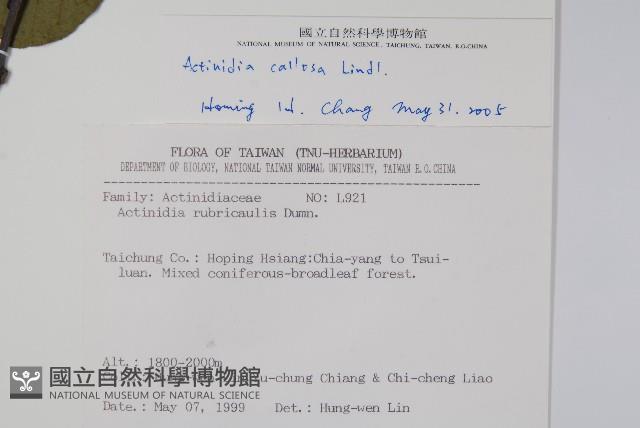 國立自然科學博物館
NATIONAL MUSEUM OF NATURAL SCIENCE, TAICHUNG, TAIWAN, R.O.CHINA
Actinidia callosa Lindl.
Homing H. Chang May 31. 2005
FLORA OF TAIWAN (TNU-HERBARIUM)
DEPARTMENT OF BIOLOGY, NATIONAL TAIWAN NORMAL UNIVERSITY, TAIWAN R.O.CHINA
Family: Actinidiaceae NO: L921
Actinidia rubricaulis Dumn.
Taichung Co.: Hoping Hsiang:Chia-yang to Tsui-
luan. Mixed coniferous-broadleaf forest.
Alt.: 1800-2000m
u-chung Chiang & Chi-cheng Liao
國立自然科學博物館
NATIONAL MUSEUM OF NATURAL SCIENCE
Date.: May 07, 1999 Det.: Hung-wen Lin